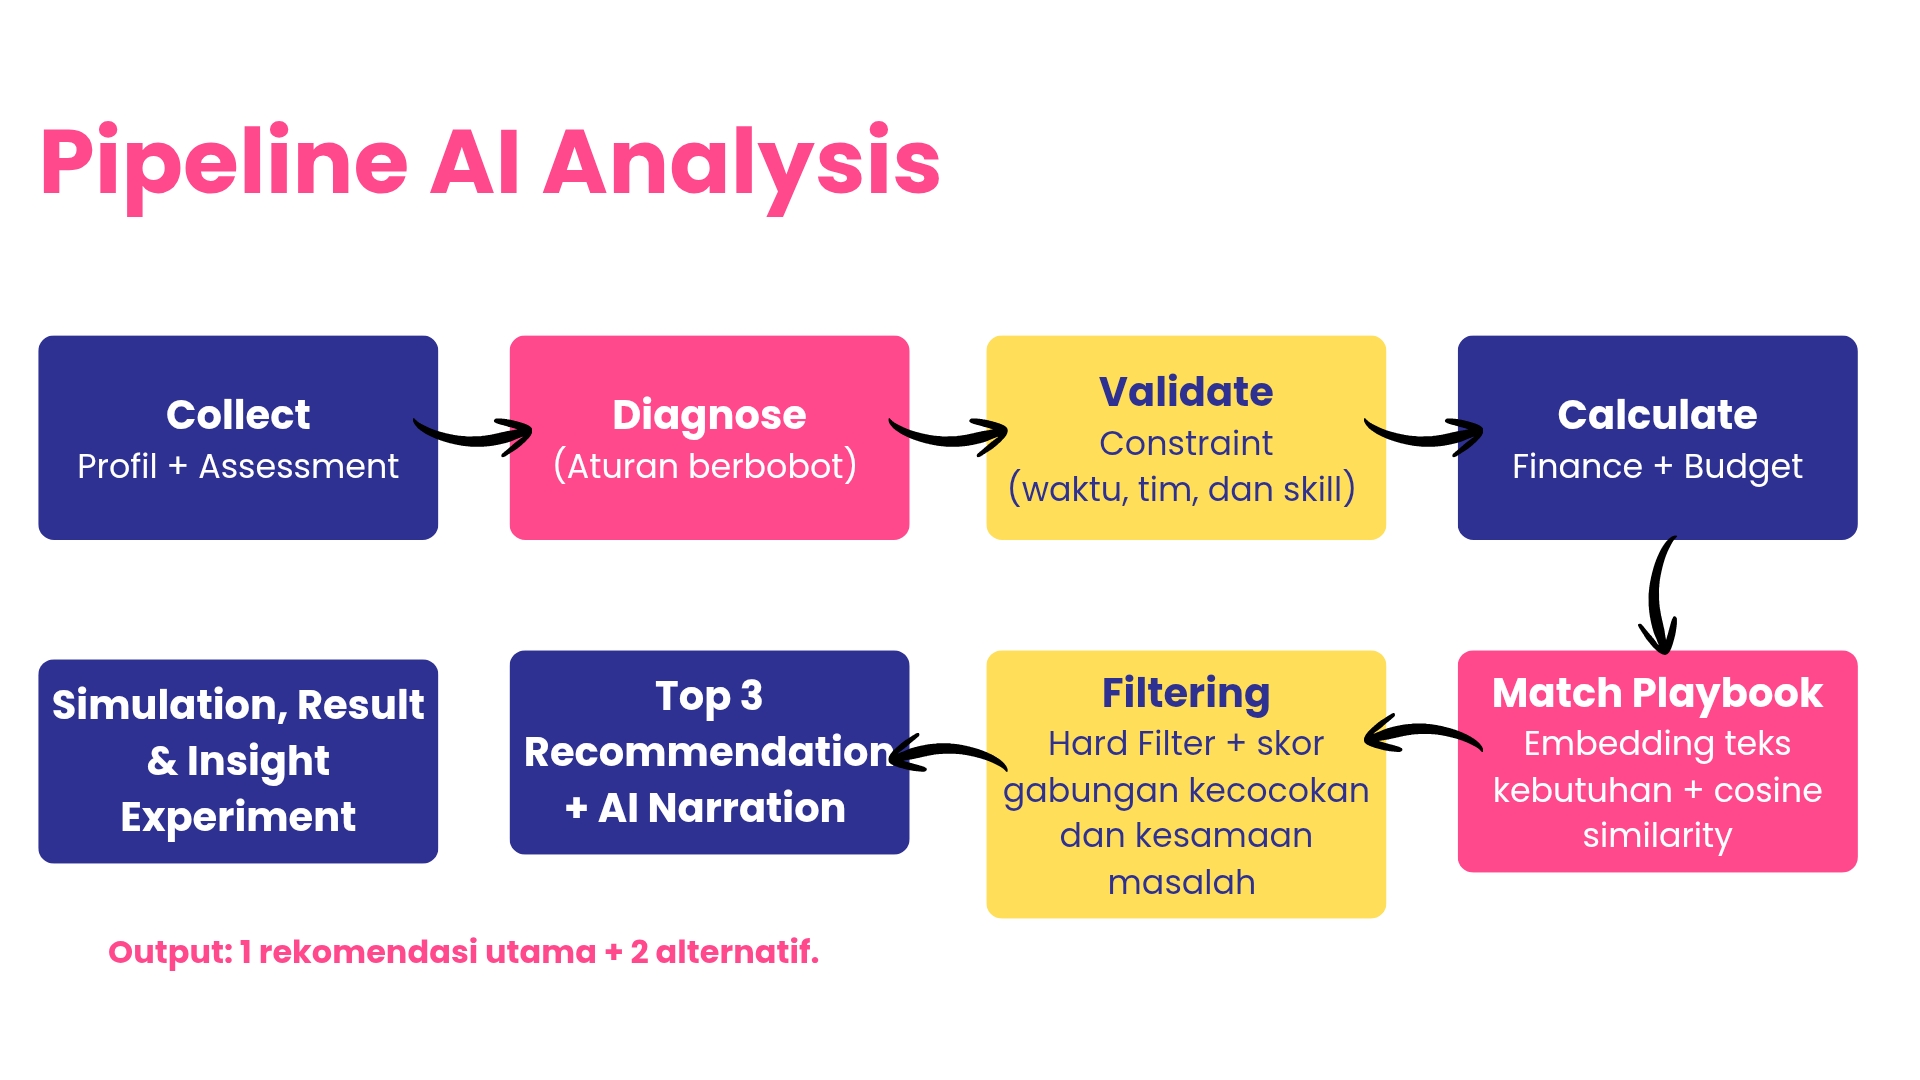 Pipeline AI Analysis
Collect
Profil + Assessment
Diagnose
(Aturan berbobot)
Validate
Constraint
(waktu, tim, dan skill)
Calculate
Finance + Budget
Match Playbook
Embedding teks
kebutuhan + cosine
similarity
Filtering
Hard Filter + skor
gabungan kecocokan
dan kesamaan
masalah
Top 3
Recommendation
+ AI Narration
Simulation, Result
& Insight
Experiment
Output: 1 rekomendasi utama + 2 alternatif.